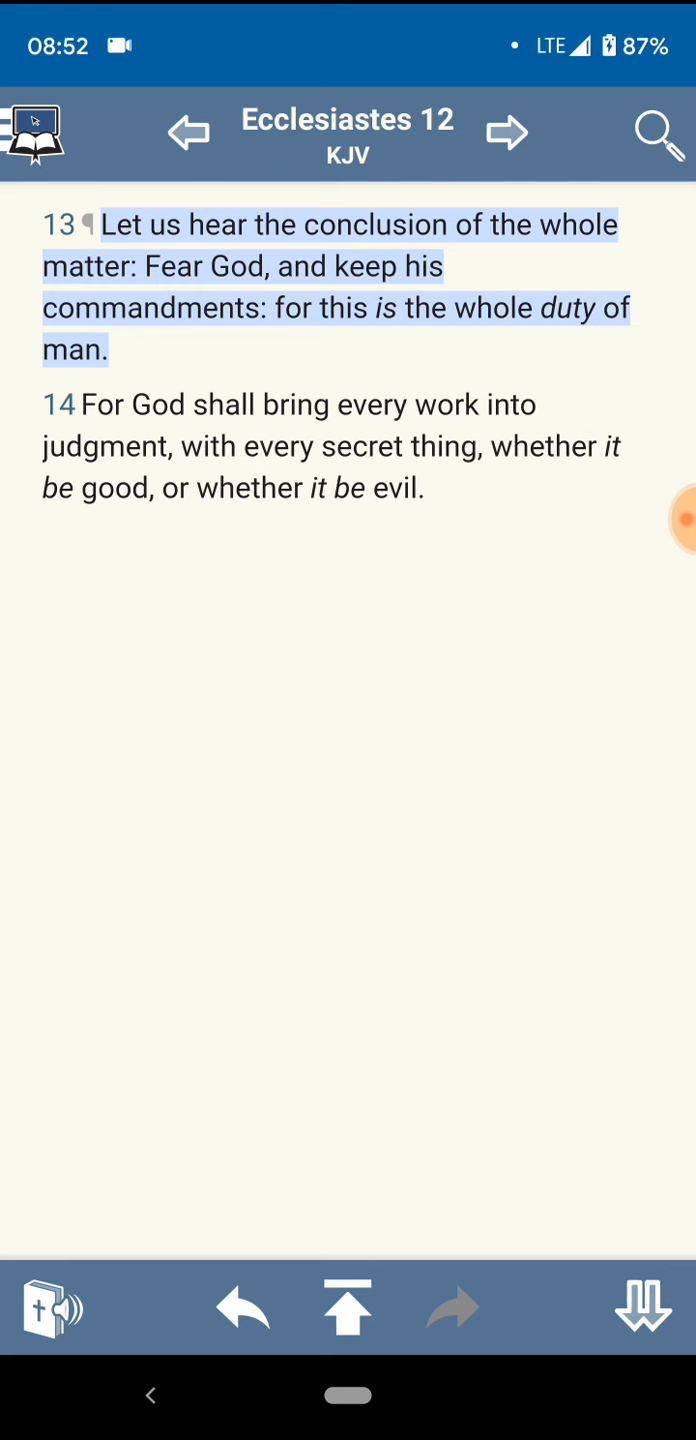 08:52
LTE 87%
Ecclesiastes 12
KJV
13 ¶ Let us hear the conclusion of the whole
matter: Fear God, and keep his
commandments: for this is the whole duty of
man.
14 For God shall bring every work into
judgment, with every secret thing, whether it
be good, or whether it be evil.